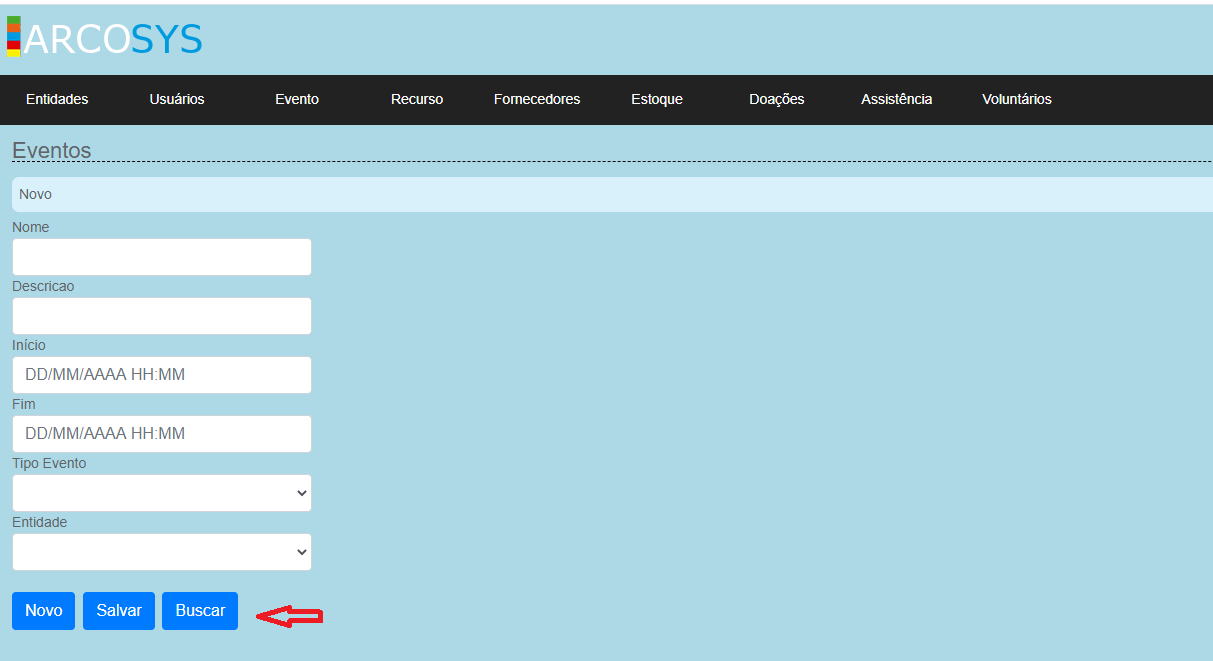 ARCOSYS
Entidades Usuários Evento Recurso Fornecedores Estoque Doações Assistência Voluntários
Eventos
Novo
Nome
Descricao
Início
DD/MM/AAAA HH:MM
Fim
DD/MM/AAAA HH:MM
Tipo Evento
Entidade
Novo Salvar Buscar